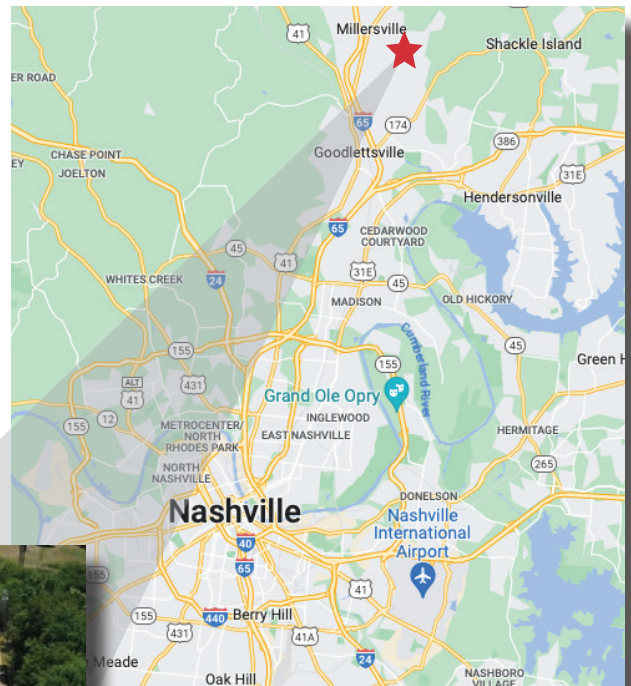 41
Millersville
Shackle Island
ER ROAD
65
174
386
CHASE POINT
JOELTON
EY
Goodlettsville
31E
Hendersonville
65
CEDARWOOD
COURTYARD
45
41
24
31E
45
WHITES CREEK
MADISON
OLD HICKORY
Cumberland River
45
155
155
Green H
ALT
41
431
Grand Ole Opry
12
155
INGLEWOOD
METROCENTER/
NORTH
RHODES PARK
EAST NASHVILLE
HERMITAGE
265
NORTH
NASHVILLE
DONELSON
Nashville
Nashville
International
Airport
40
65
155
41
155
440
Berry Hill
431
41A
24
Meade
Oak Hill
NASHBORO
VILLAGE